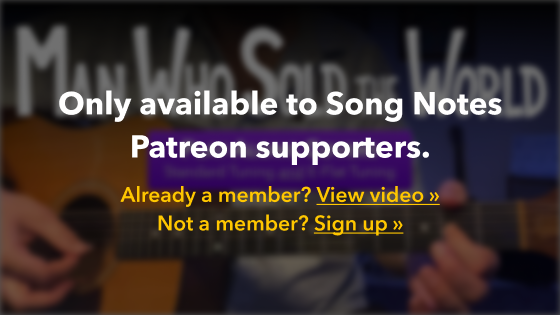 MAN WHO SOLD THE WORLD
Only available to Song Notes
Patreon supporters.
Already a member? View video »
Not a member? Sign up »